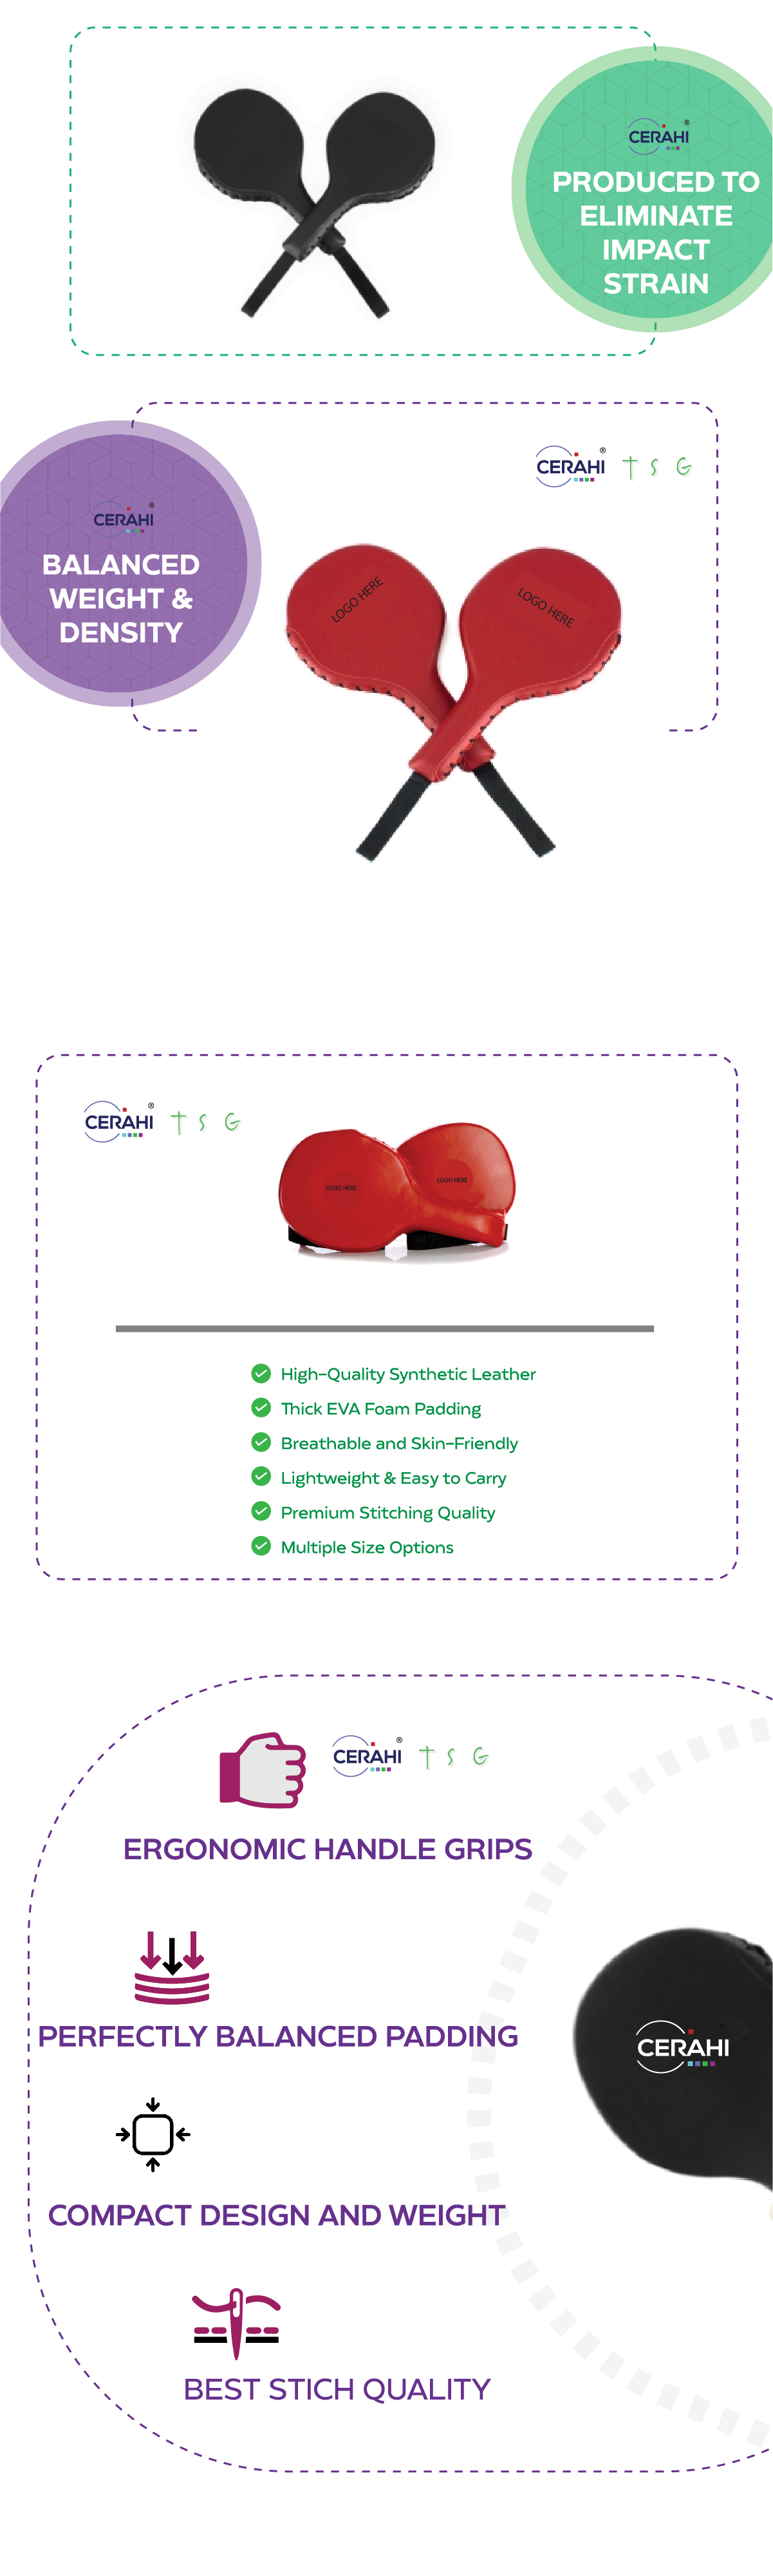 CERAHI ®
PRODUCED TO
ELIMINATE
IMPACT
STRAIN
CERAHI ® T S G
CERAHI ®
BALANCED
WEIGHT &
DENSITY
LOGO HERE
LOGO HERE
CERAHI ® T S G
LOGO HERE
LOGO HERE
High-Quality Synthetic Leather
Thick EVA Foam Padding
Breathable and Skin-Friendly
Lightweight & Easy to Carry
Premium Stitching Quality
Multiple Size Options
CERAHI ® T S G
ERGONOMIC HANDLE GRIPS
PERFECTLY BALANCED PADDING
CERAHI
COMPACT DESIGN AND WEIGHT
BEST STICH QUALITY